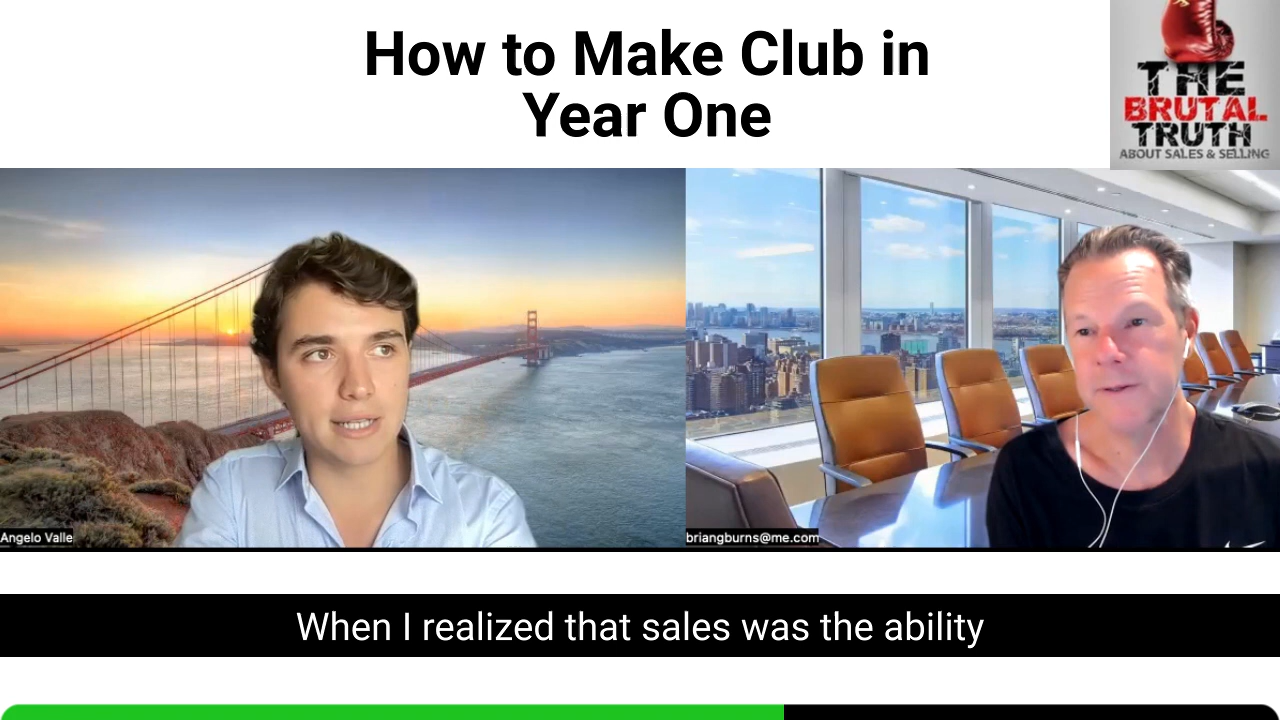 How to Make Club in
Year One
THE
BRUTAL
TRUTH
ABOUT SALES & SELLING
Angelo Valle
briangburns@me.com
When I realized that sales was the ability